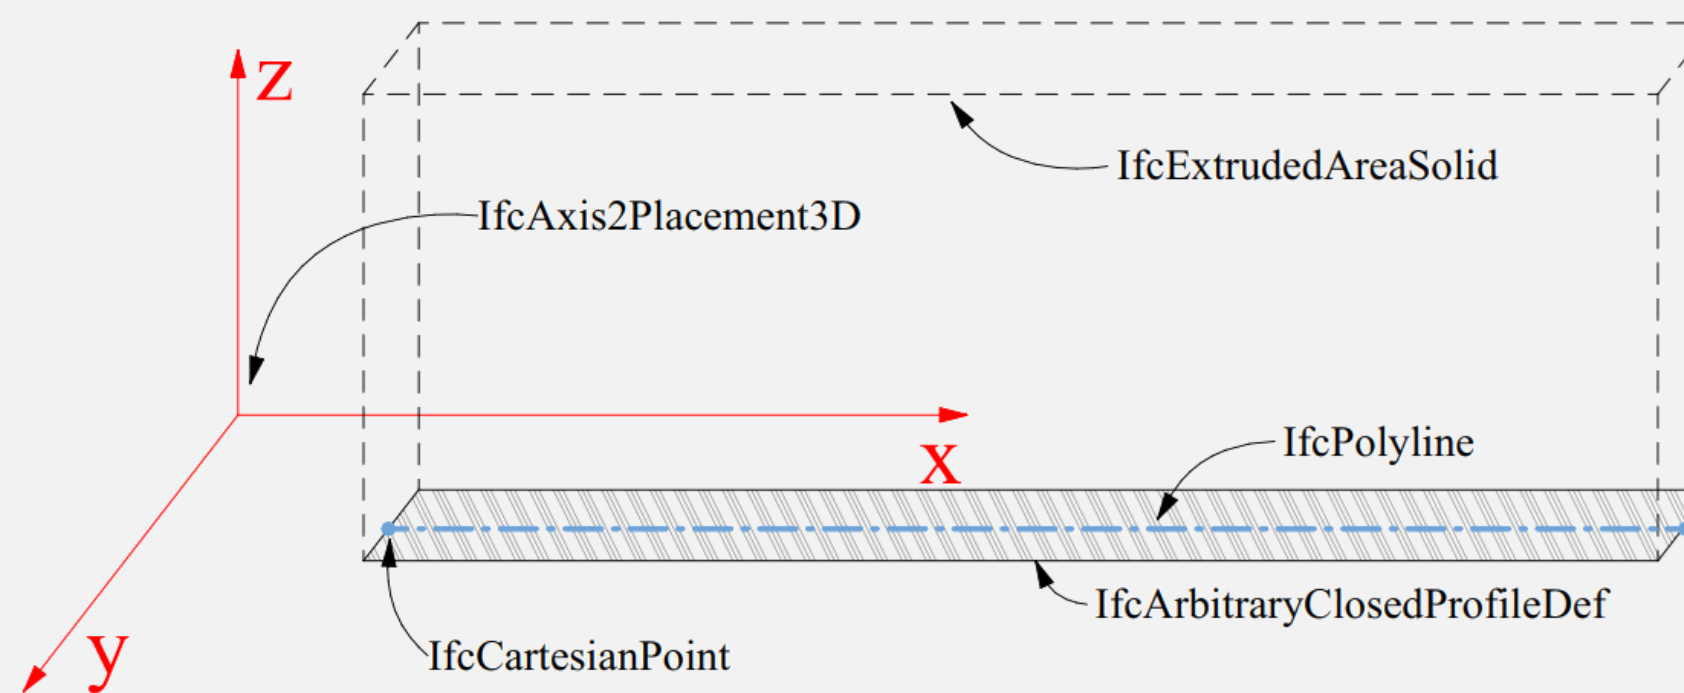 z
IfcExtrudedAreaSolid
IfcAxis2Placement3D
x
IfcPolyline
IfcArbitraryClosedProfileDef
y
IfcCartesianPoint